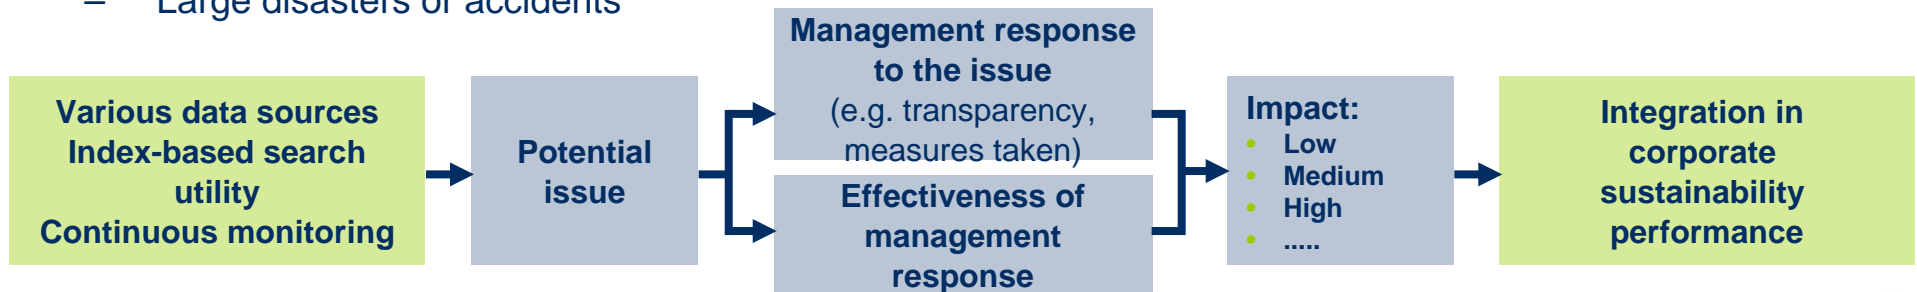 – Large disasters or accidents
Various data sources
Index-based search
utility
Continuous monitoring
Potential
issue
Management response
to the issue
(e.g. transparency,
measures taken)
Effectiveness of
management
response
Impact:
• Low
• Medium
• High
• .....
Integration in
corporate
sustainability
performance